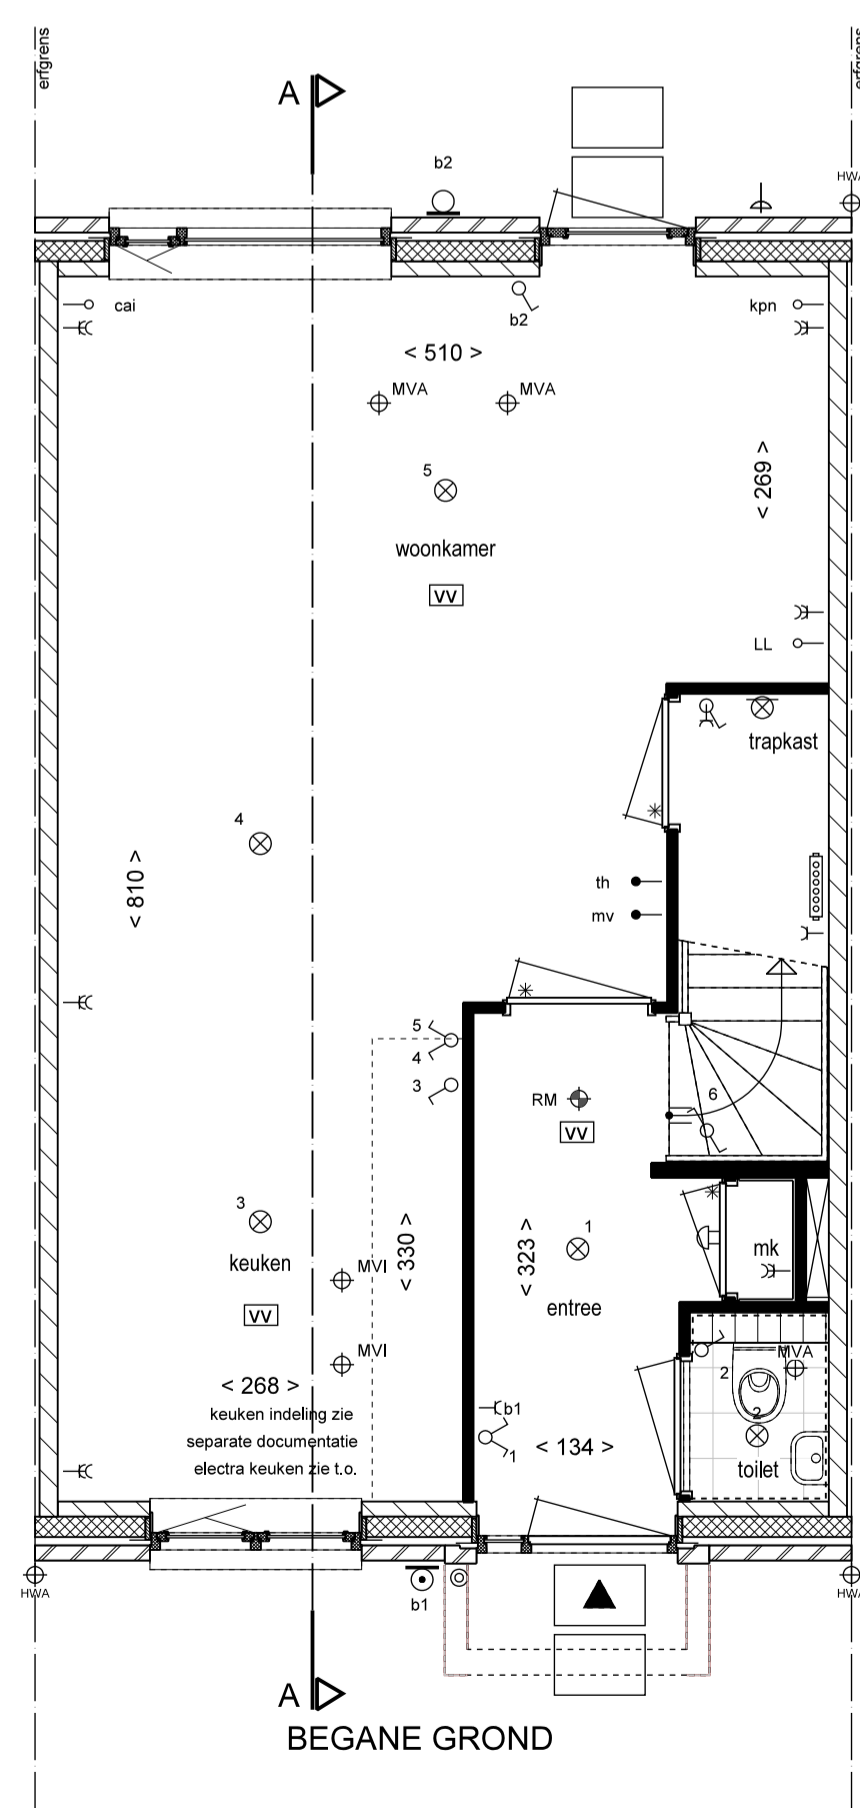 erfgrens
erfgrens
A
b2
HWA
cai
b2
kpn
< 510 >
MVA
MVA
< 269 >
5
woonkamer
VV
LL
trapkast
4
< 810 >
th
mv
5
4
3
RM
VV
6
3
keuken
VV
MVI
MVI
< 330 >
< 323 >
1
entree
mk
MVA
2
2
toilet
< 268 >
keuken indeling zie
separate documentatie
electra keuken zie t.o.
b1
1
< 134 >
HWA
b1
HWA
A
BEGANE GROND